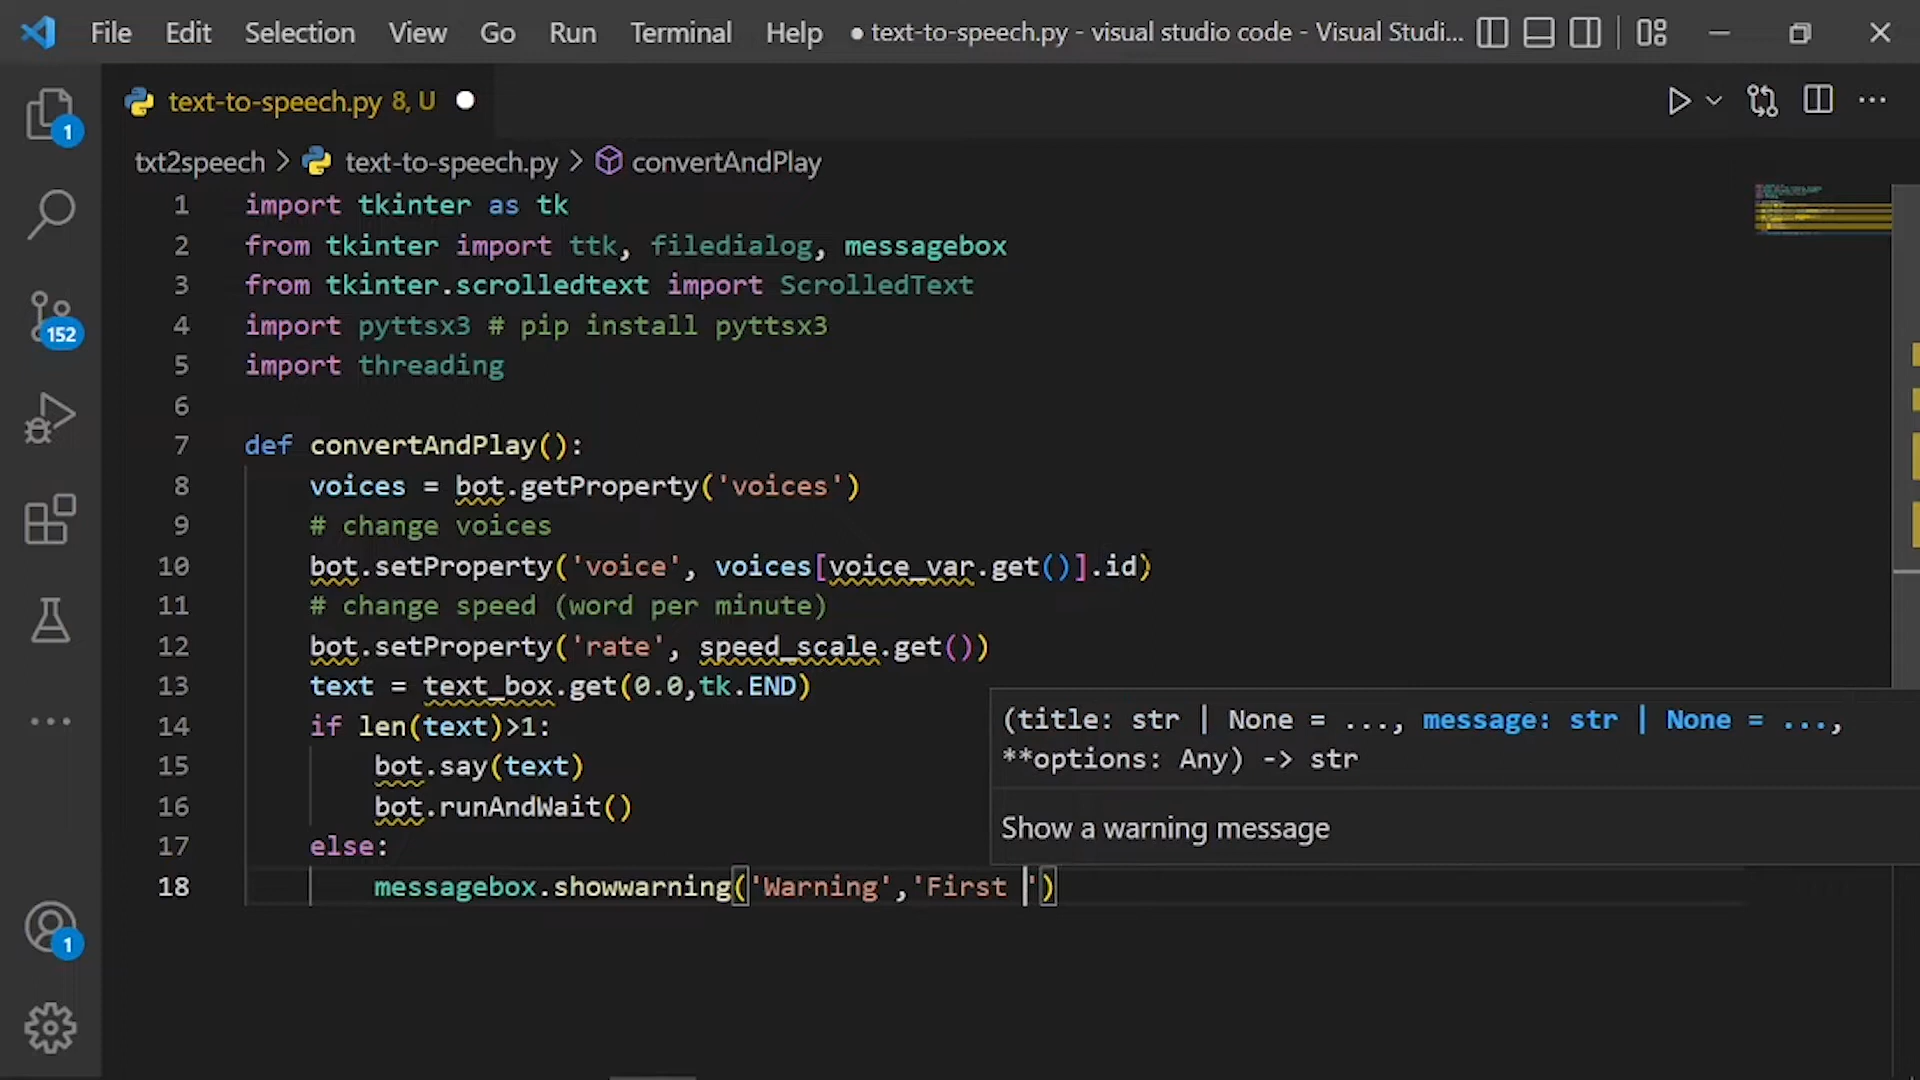 File Edit Selection View Go Run Terminal Help ● text-to-speech.py - visual studio code - Visual Studi...
text-to-speech.py 8, U
1
txt2speech > text-to-speech.py > convertAndPlay
1 import tkinter as tk
2 from tkinter import ttk, filedialog, messagebox
3 from tkinter.scrolledtext import ScrolledText
4 import pyttsx3 # pip install pyttsx3
152
5 import threading
6
7 def convertAndPlay():
8 voices = bot.getProperty('voices')
9 # change voices
10 bot.setProperty('voice', voices[voice_var.get()].id)
11 # change speed (word per minute)
12 bot.setProperty('rate', speed_scale.get())
13 text = text_box.get(0.0,tk.END)
14 if len(text)>1:
(title: str | None = ..., message: str | None = ...,
**options: Any) -> str
15 bot.say(text)
16 bot.runAndWait()
Show a warning message
17 else:
18 messagebox.showwarning('Warning','First ')
1